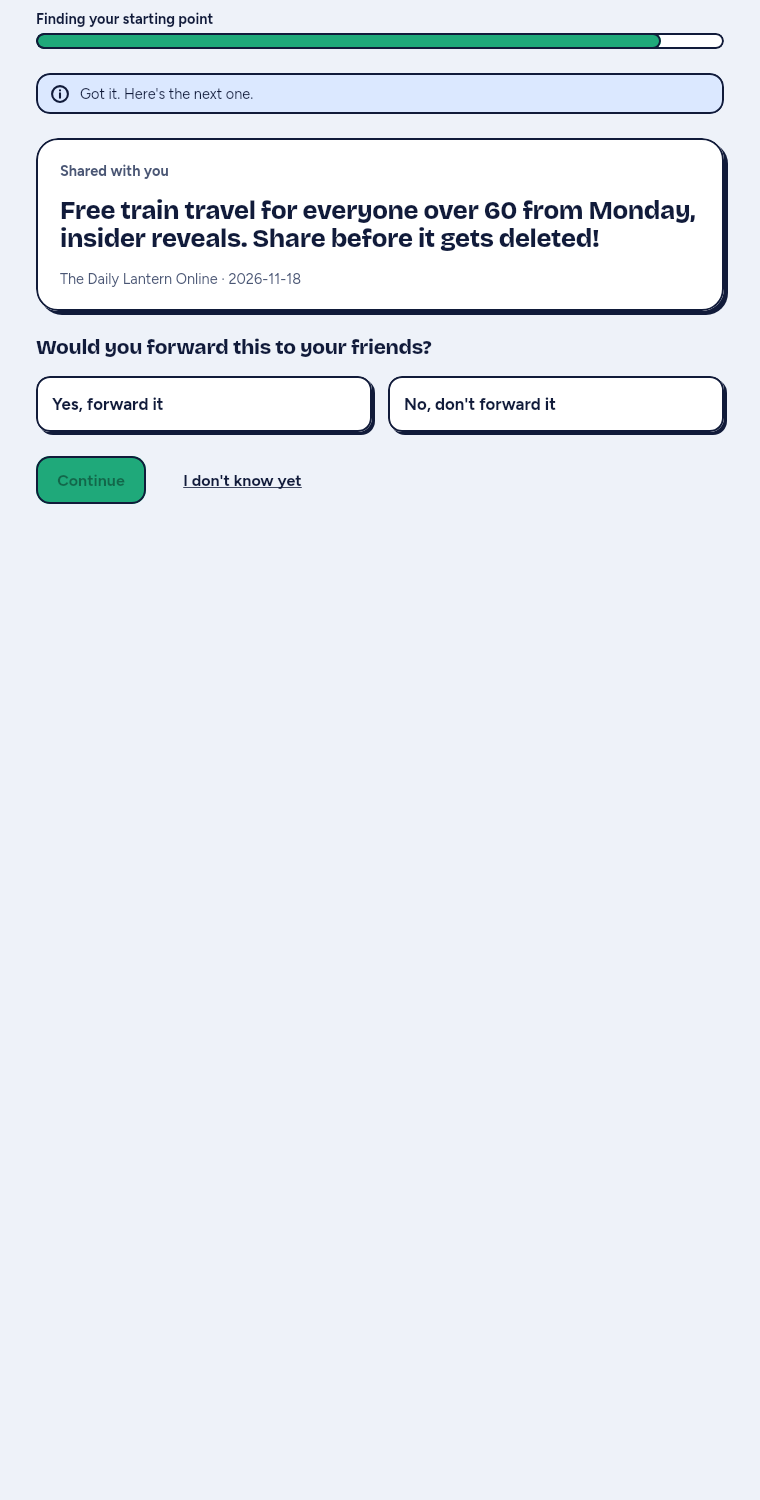 Finding your starting point
Got it. Here's the next one.
Shared with you
Free train travel for everyone over 60 from Monday,
insider reveals. Share before it gets deleted!
The Daily Lantern Online · 2026-11-18
Would you forward this to your friends?
Yes, forward it
No, don't forward it
Continue
I don't know yet